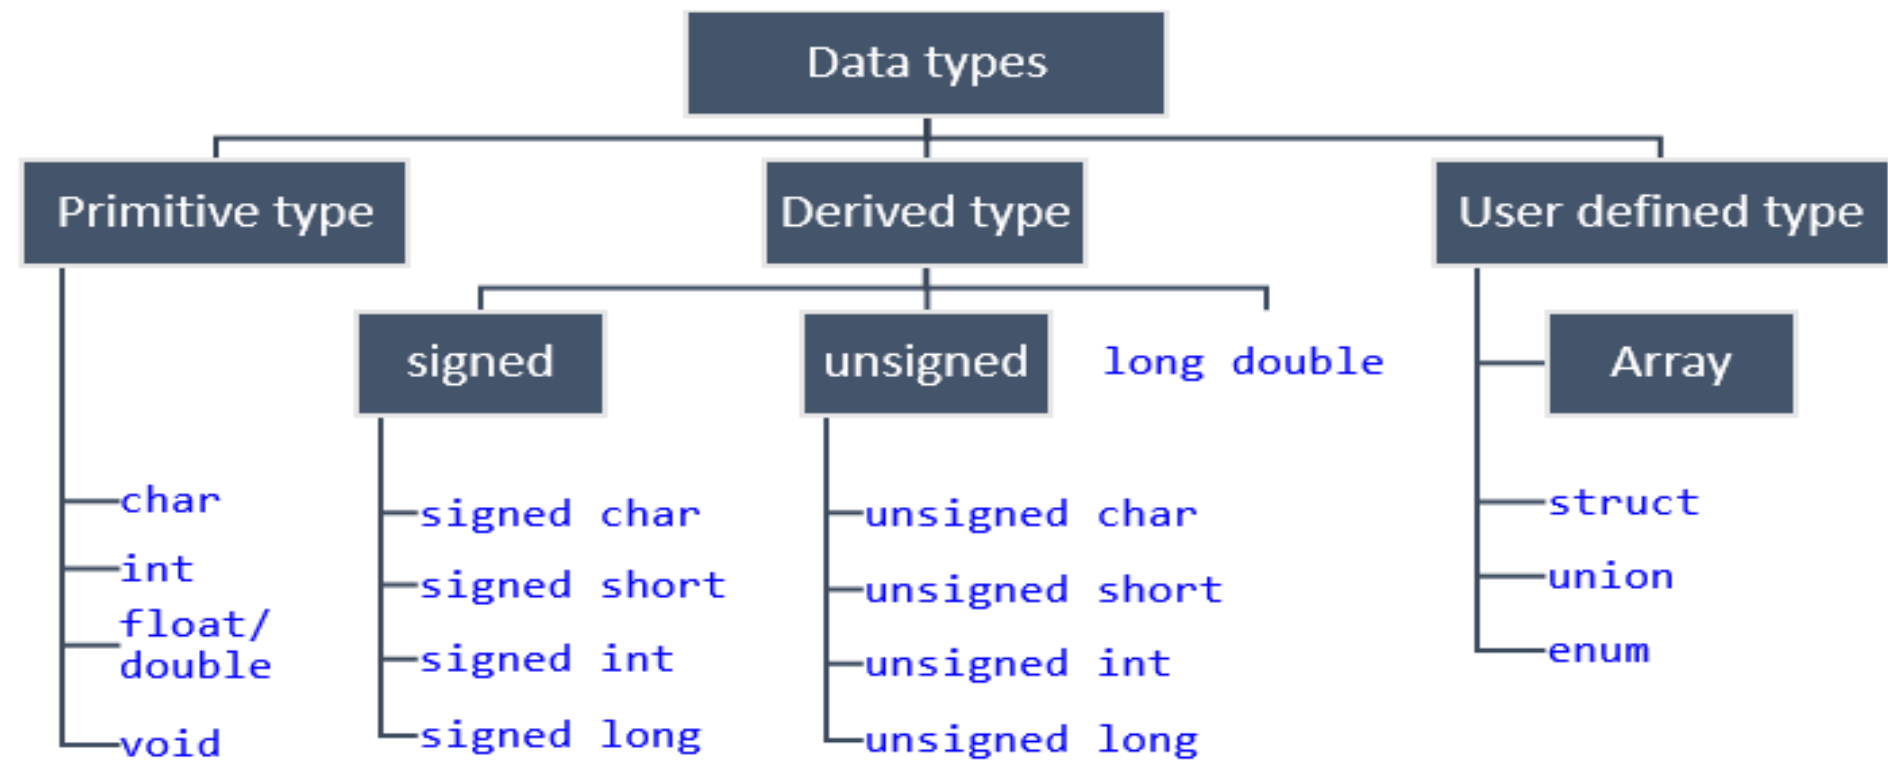 Data types
Primitive type
Derived type
User defined type
signed
unsigned
long double
Array
char
int
float/
double
void
signed char
signed short
signed int
signed long
unsigned char
unsigned short
unsigned int
unsigned long
struct
union
enum